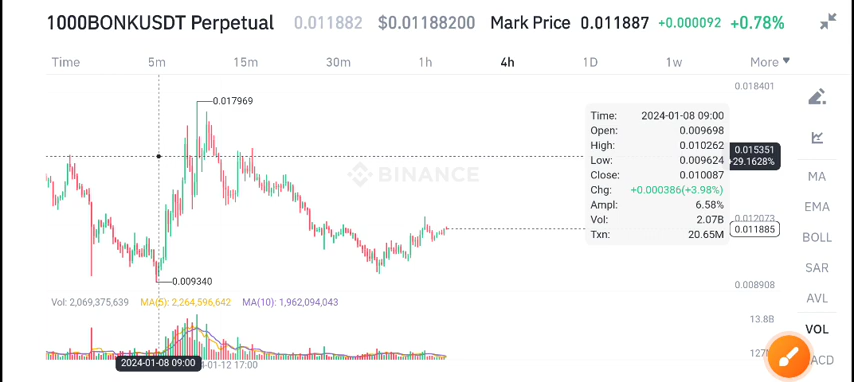 1000BONKUSDT Perpetual 0.011882 $0.01188200 Mark Price 0.011887 +0.000092 +0.78%
Time 5m 15m 30m 1h 4h 1D 1w More
0.018401
0.017969
Time: 2024-01-08 09:00
Open: 0.009698
High: 0.010262
Low: 0.009624
Close: 0.010087
Chg: +0.000386(+3.98%)
Ampl: 6.58%
Vol: 2.07B
Txn: 20.65M
0.015351
29.1628%
BINANCE
0.012073
0.011885
0.009340
0.008908
MA
EMA
BOLL
SAR
AVL
VOL
Vol: 2,069,375,639 MA(5): 2,264,596,642 MA(10): 1,962,094,043
13.8B
2024-01-08 09:00
-01-12 17:00